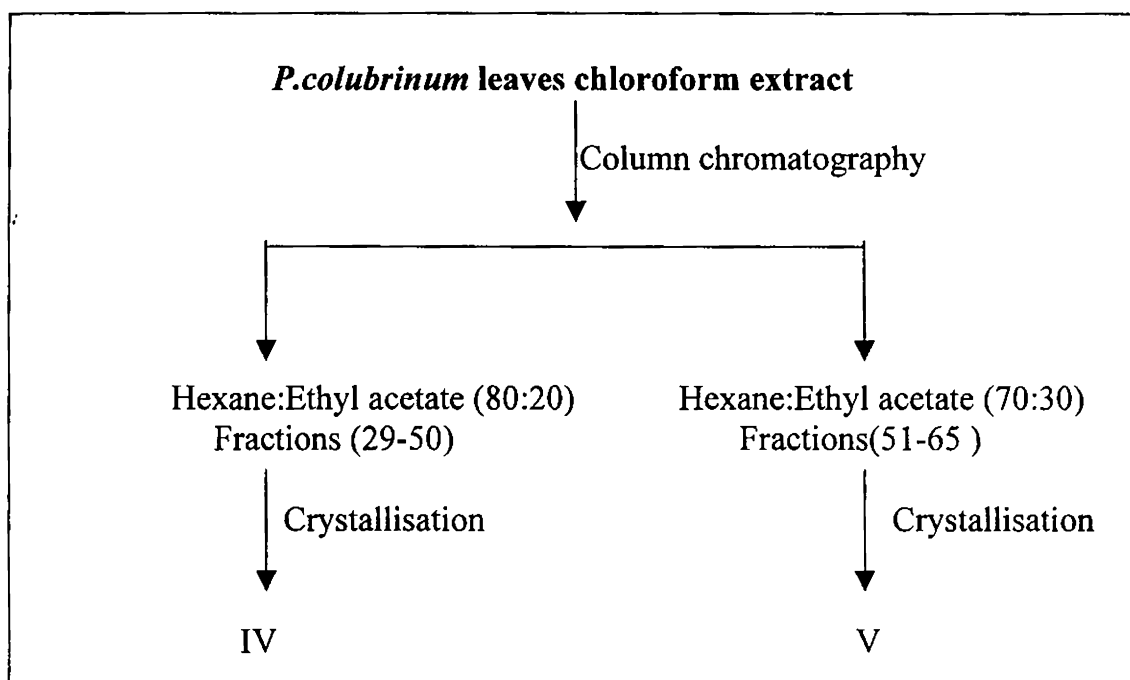 P.colubrinum leaves chloroform extract
Column chromatography
Hexane:Ethyl acetate (80:20)
Fractions (29-50)
Hexane:Ethyl acetate (70:30)
Fractions(51-65 )
Crystallisation
Crystallisation
IV
V